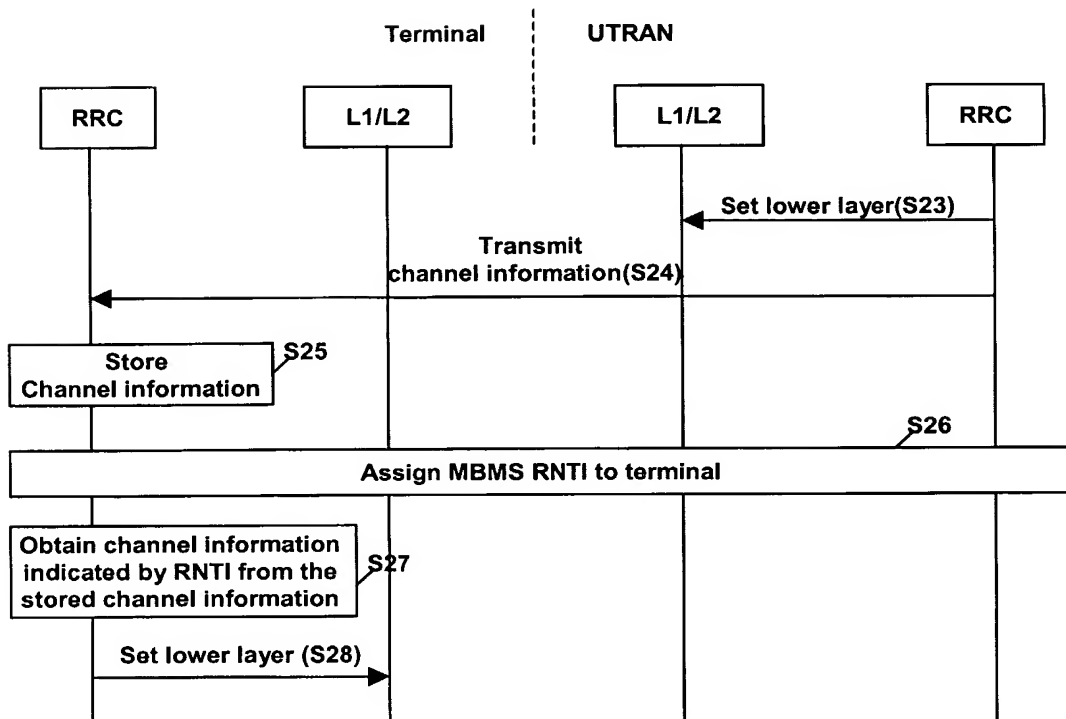 Terminal
UTRAN
RRC
L1/L2
L1/L2
RRC
Set lower layer(S23)
Transmit
channel information(S24)
Store
Channel information
S25
S26
Assign MBMS RNTI to terminal
Obtain channel information
indicated by RNTI from the
stored channel information
S27
Set lower layer (S28)